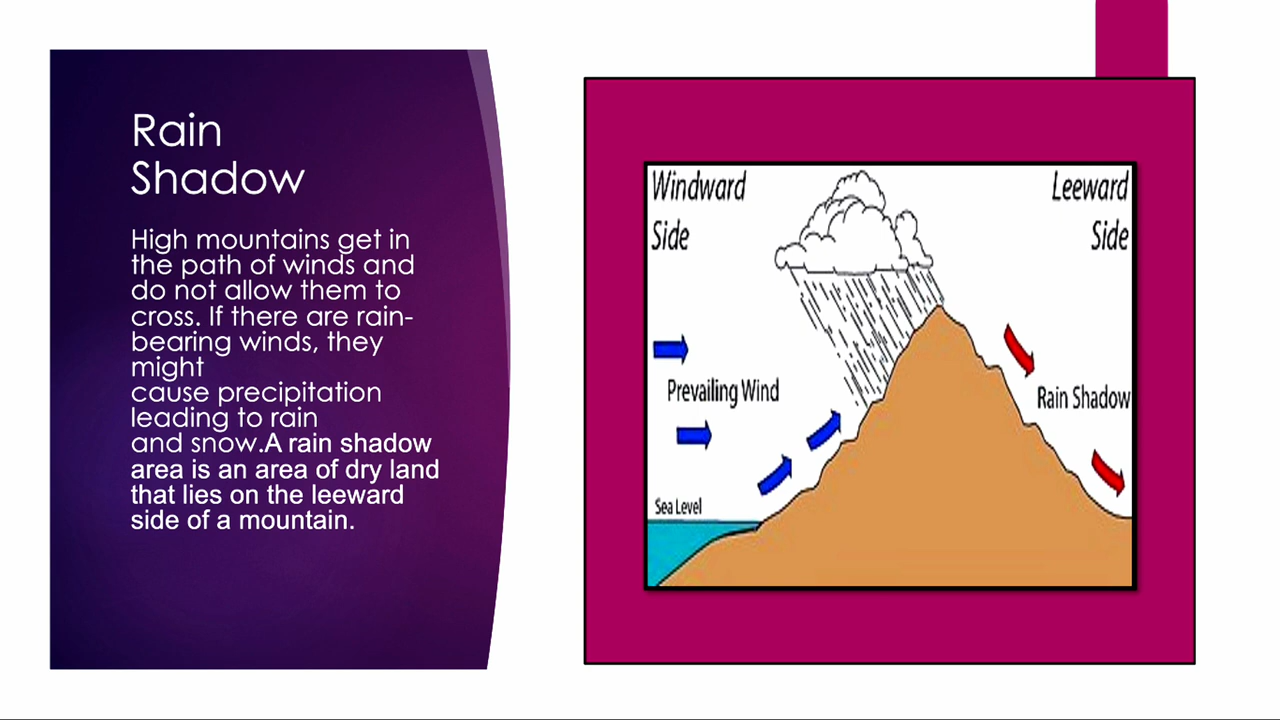 Rain
Shadow
High mountains get in
the path of winds and
do not allow them to
cross. If there are rain-
bearing winds, they
might
cause precipitation
leading to rain
and snow.A rain shadow
area is an area of dry land
that lies on the leeward
side of a mountain.
Windward
Side
Leeward
Side
Prevailing Wind
Rain Shadow
Sea Level